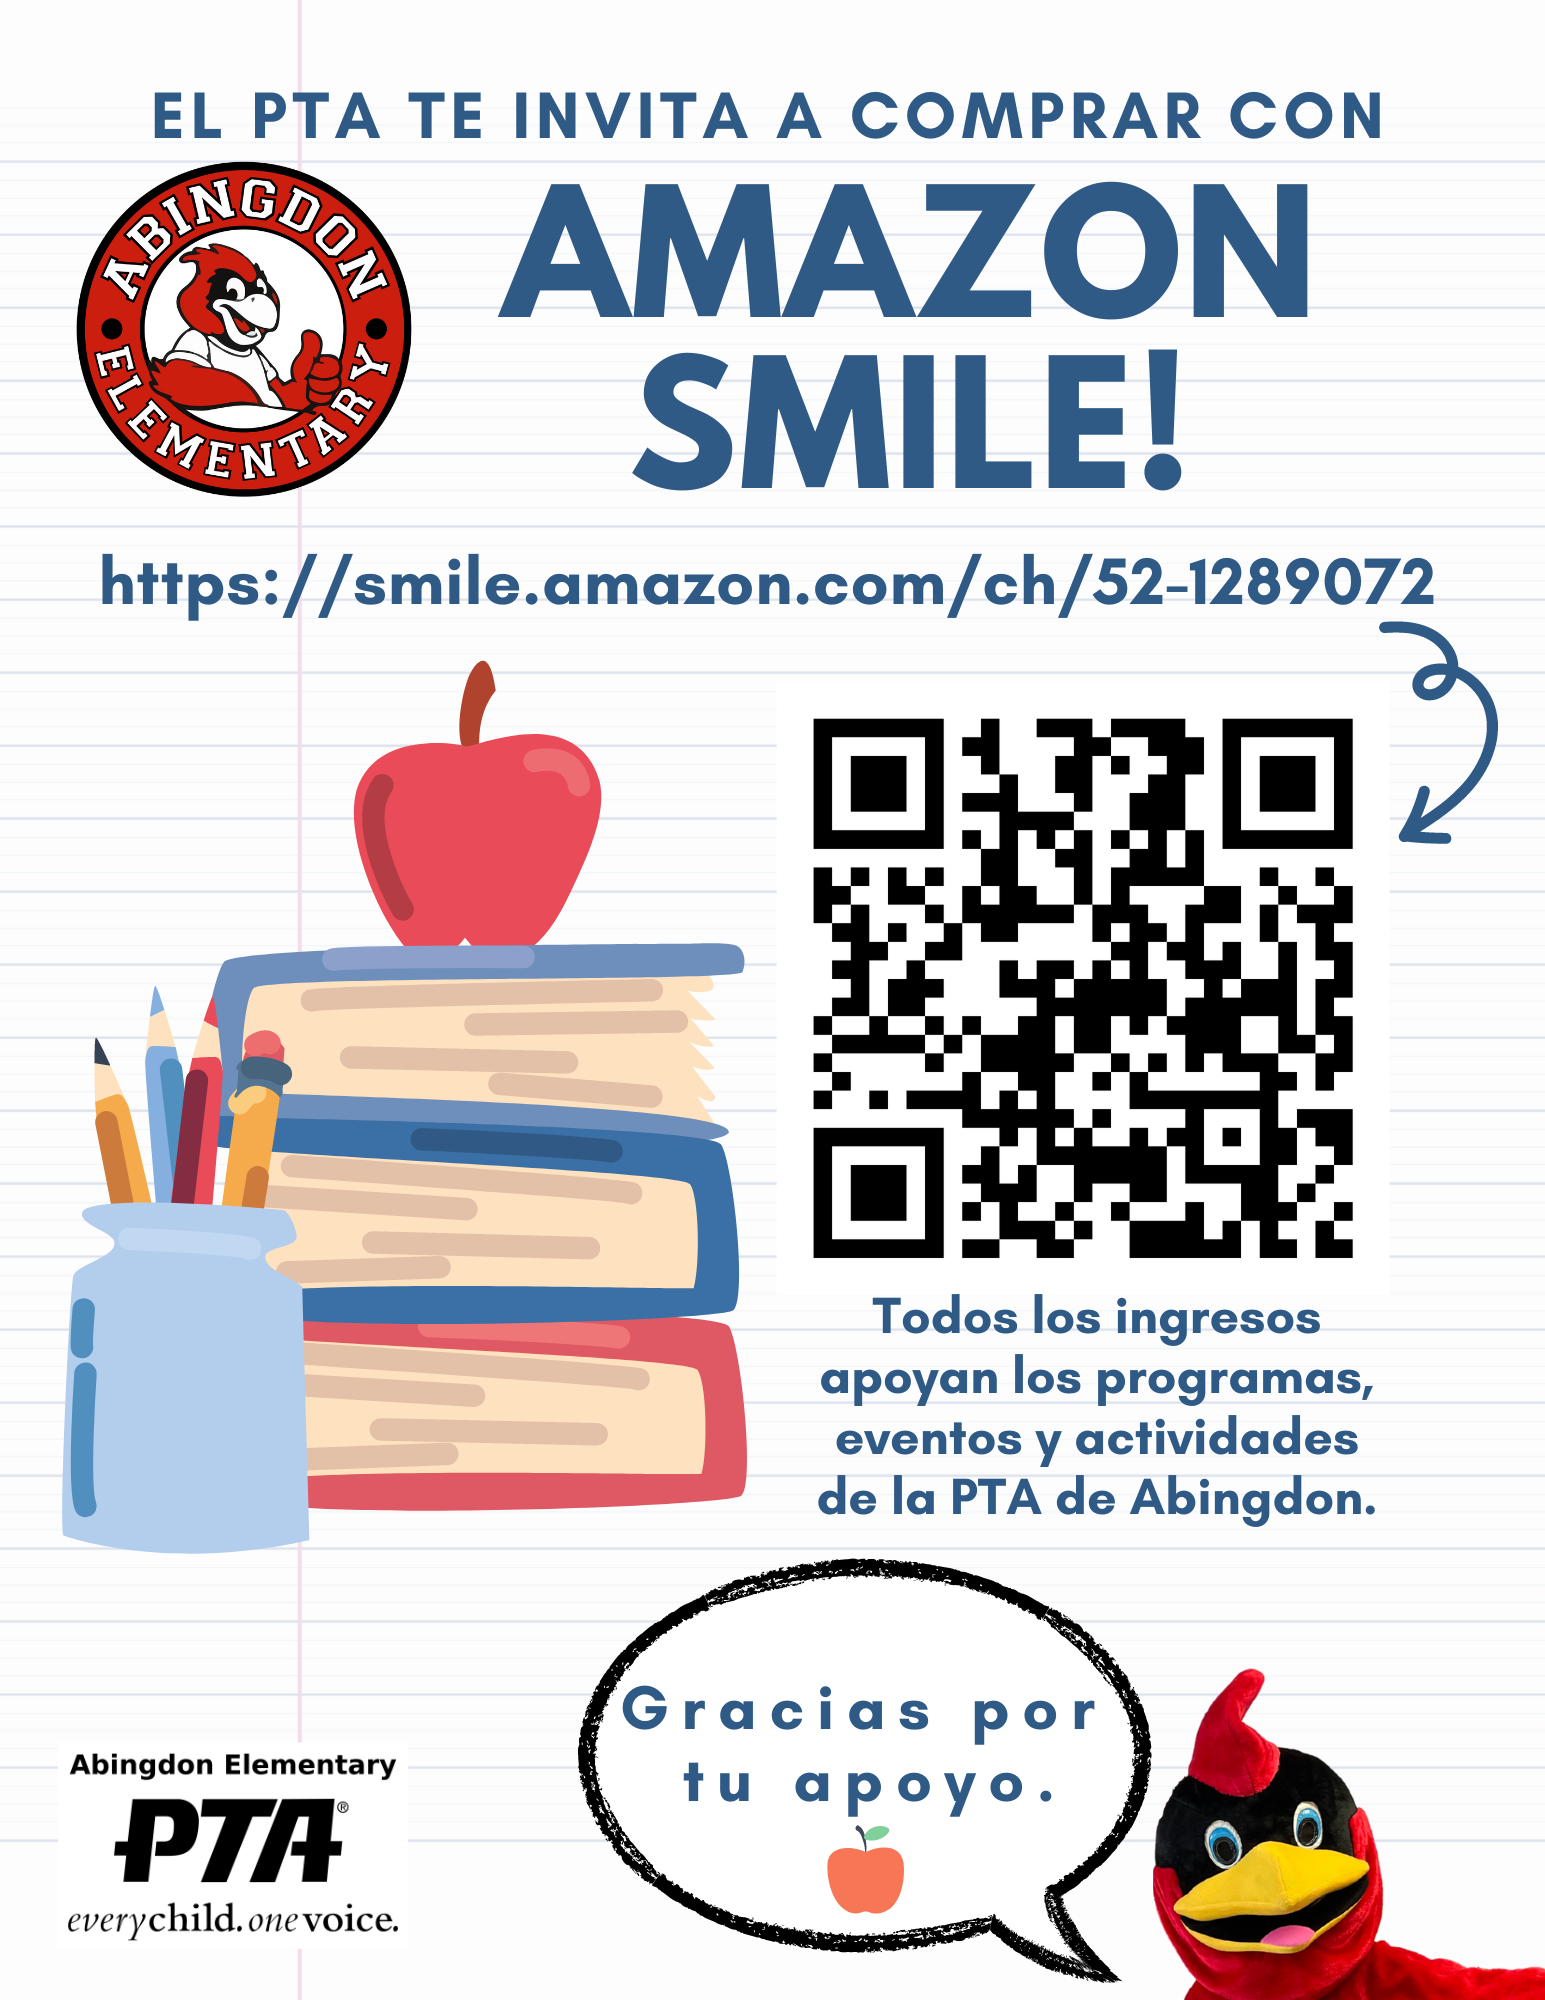 EL PTA TE INVITA A COMPRAR CON
ABINGDON
ELEMENTARY
AMAZON
SMILE!
https://smile.amazon.com/ch/52-1289072
Todos los ingresos
apoyan los programas,
eventos y actividades
de la PTA de Abingdon.
Gracias por
tu apoyo.
Abingdon Elementary
PTA®
everychild.onevoice.